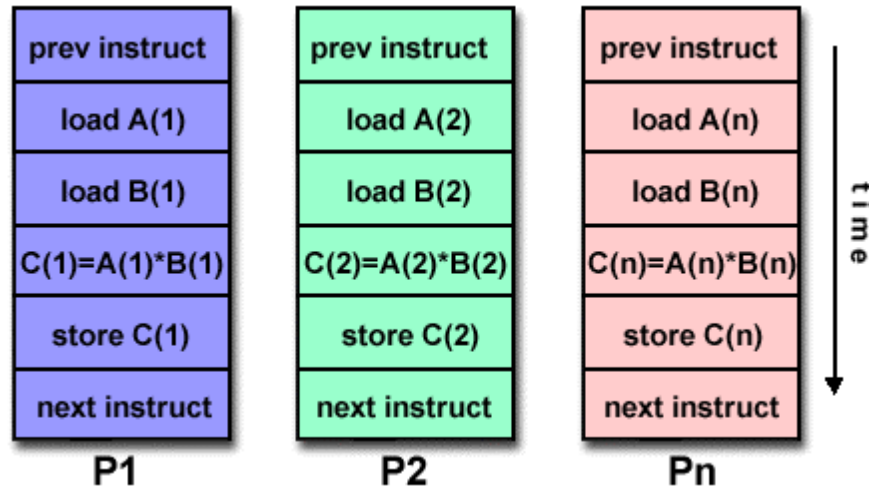 prev instruct
load A(1)
load B(1)
C(1)=A(1)*B(1)
store C(1)
next instruct
P1
prev instruct
load A(2)
load B(2)
C(2)=A(2)*B(2)
store C(2)
next instruct
P2
prev instruct
load A(n)
load B(n)
C(n)=A(n)*B(n)
store C(n)
next instruct
Pn
time